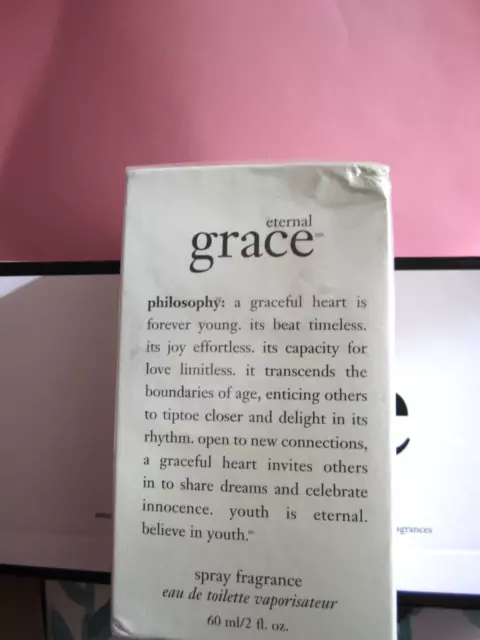 eternal
grace℠
philosophy: a graceful heart is
forever young. its beat timeless.
its joy effortless. its capacity for
love limitless. it transcends the
boundaries of age, enticing others
to tiptoe closer and delight in its
rhythm. open to new connections,
a graceful heart invites others
in to share dreams and celebrate
innocence. youth is eternal.
believe in youth.
spray fragrance
eau de toilette vaporisateur
60 ml/2 fl. oz.
e
agrances